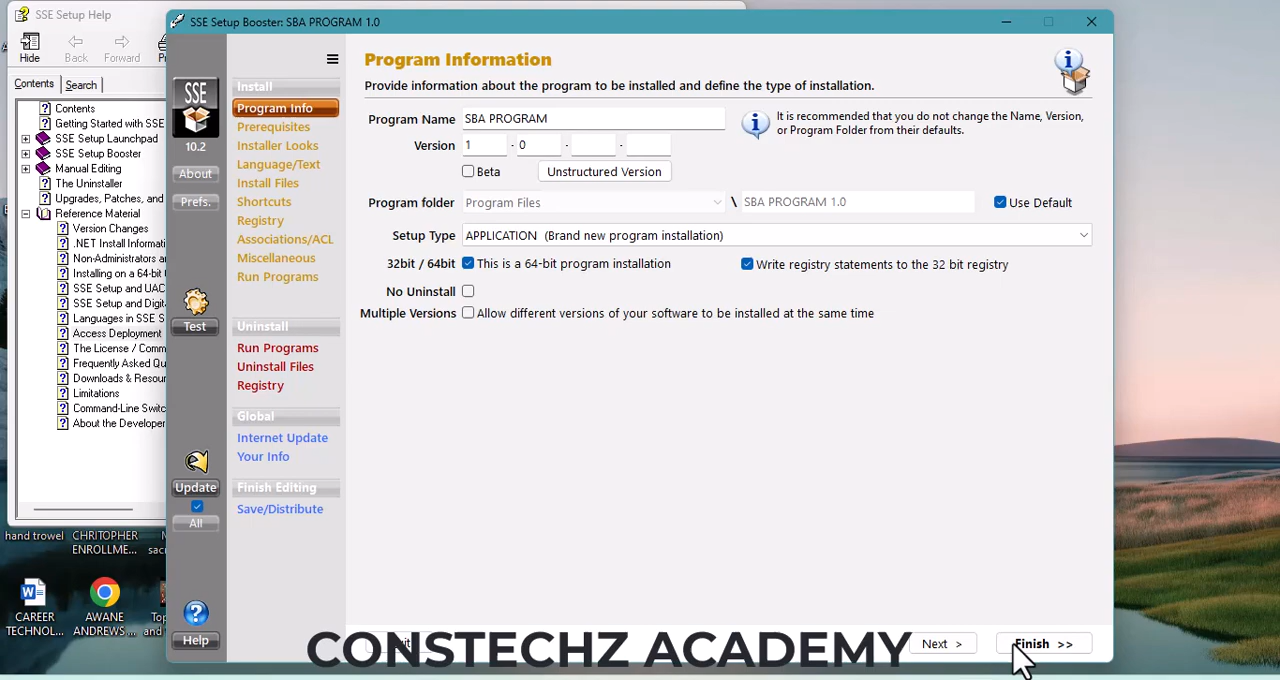 SSE Setup Help
Hide
Back
Forward
Contents
Search
Contents
Getting Started with SSE
SSE Setup Launchpad
SSE Setup Booster
Manual Editing
The Uninstaller
Upgrades, Patches, and
Reference Material
Version Changes
.NET Install Informati
Non-Administrators a
Installing on a 64-bit
SSE Setup and UAC
SSE Setup and Digit
Languages in SSE S
Access Deployment
The License / Comm
Frequently Asked Qu
Downloads & Resour
Limitations
Command-Line Switc
About the Developer
hand trowel
CHRITOPHER
ENROLLME...
CAREER
TECHNOL...
AWANE
ANDREWS ...
SSE Setup Booster: SBA PROGRAM 1.0
SSE
10.2
About
Prefs.
Test
Update
All
Help
Install
Program Info
Prerequisites
Installer Looks
Language/Text
Install Files
Shortcuts
Registry
Associations/ACL
Miscellaneous
Run Programs
Uninstall
Run Programs
Uninstall Files
Registry
Global
Internet Update
Your Info
Finish Editing
Save/Distribute
Program Information
Provide information about the program to be installed and define the type of installation.
Program Name SBA PROGRAM
It is recommended that you do not change the Name, Version,
or Program Folder from their defaults.
Version 1 . 0 . .
Beta Unstructured Version
Program folder Program Files \ SBA PROGRAM 1.0 Use Default
Setup Type APPLICATION (Brand new program installation)
32bit / 64bit This is a 64-bit program installation Write registry statements to the 32 bit registry
No Uninstall
Multiple Versions Allow different versions of your software to be installed at the same time
Next >
Finish >>
CONSTECHZ ACADEMY